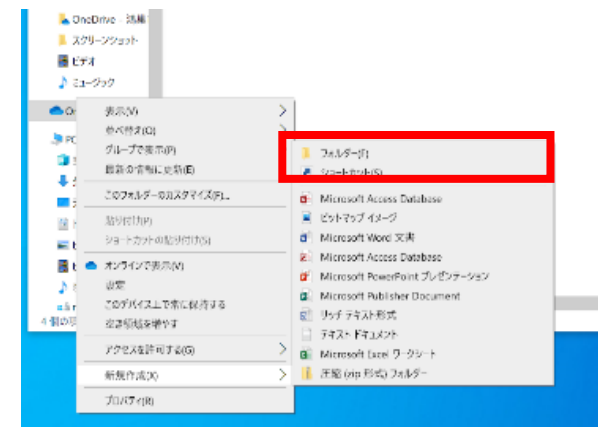 OneDrive -
スクリーンショット
ビデオ
ミュージック
PC
4 個の項
表示(V)
並べ替え(O)
グループで表示(P)
最新の情報に更新(E)
このフォルダーのカスタマイズ(F)...
貼り付け(P)
ショートカットの貼り付け(S)
オンラインで表示(V)
設定
このデバイス上で常に保持する
空き領域を増やす
アクセスを許可する(G)
新規作成(X)
プロパティ(R)
フォルダー(F)
ショートカット(S)
Microsoft Access Database
ビットマップ イメージ
Microsoft Word 文書
Microsoft Access Database
Microsoft PowerPoint プレゼンテーション
Microsoft Publisher Document
リッチ テキスト形式
テキスト ドキュメント
Microsoft Excel ワークシート
圧縮 (zip 形式) フォルダー